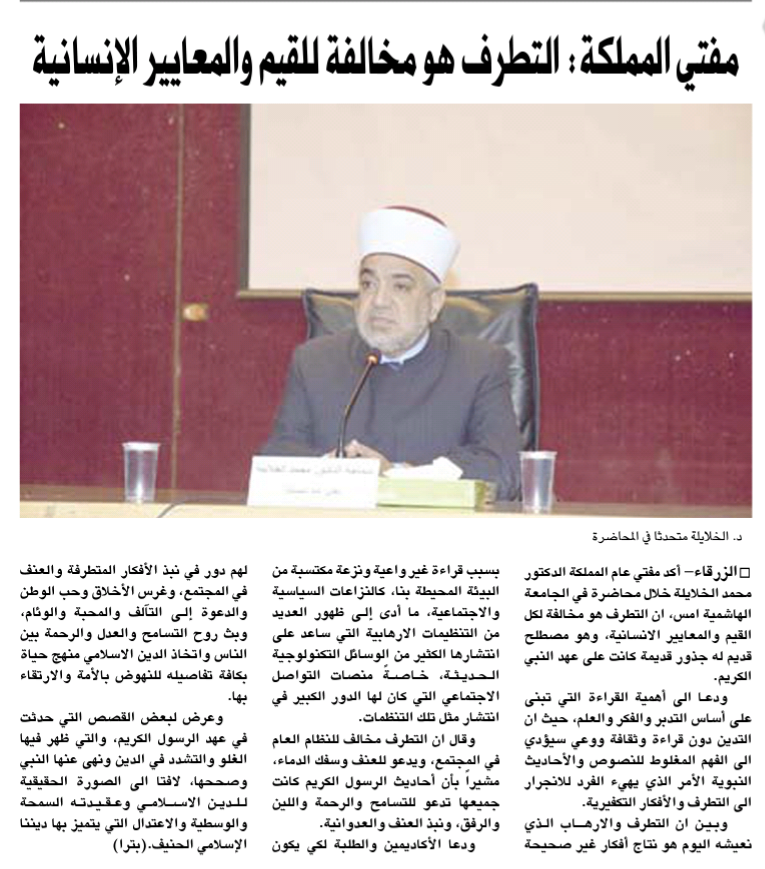 مفتي المملكة: التطرف هو مخالفة للقيم والمعايير الإنسانية
سماحة الدكتور محمد الخلايلة
د. الخلايلة متحدثا في المحاضرة
□ الزرقاء– أكد مفتي عام المملكة الدكتور
محمد الخلايلة خلال محاضرة في الجامعة
الهاشمية امس، ان التطرف هو مخالفة لكل
القيم والمعايير الانسانية، وهو مصطلح
قديم له جذور قديمة كانت على عهد النبي
الكريم.
ودعا الى أهمية القراءة التي تبنى
على أساس التدبر والفكر والعلم، حيث ان
التدين دون قراءة وثقافة ووعي سيؤدي
الى الفهم المغلوط للنصوص والأحاديث
النبوية الأمر الذي يهيء الفرد للانجرار
الى التطرف والأفكار التكفيرية.
وبين ان التطرف والارهاب الذي
نعيشه اليوم هو نتاج أفكار غير صحيحة
بسبب قراءة غير واعية ونزعة مكتسبة من
البيئة المحيطة بنا، كالنزاعات السياسية
والاجتماعية، ما أدى إلى ظهور العديد
من التنظيمات الارهابية التي ساعد على
انتشارها الكثير من الوسائل التكنولوجية
الحديثة، خاصة منصات التواصل
الاجتماعي التي كان لها الدور الكبير في
انتشار مثل تلك التنظمات.
وقال ان التطرف مخالف للنظام العام
في المجتمع، ويدعو للعنف وسفك الدماء،
مشيراً بأن أحاديث الرسول الكريم كانت
جميعها تدعو للتسامح والرحمة واللين
والرفق، ونبذ العنف والعدوانية.
ودعا الأكاديمين والطلبة لكي يكون
لهم دور في نبذ الأفكار المتطرفة والعنف
في المجتمع، وغرس الأخلاق وحب الوطن
والدعوة إلى التآلف والمحبة والوئام،
وبث روح التسامح والعدل والرحمة بين
الناس واتخاذ الدين الاسلامي منهج حياة
بكافة تفاصيله للنهوض بالأمة والارتقاء
بها.
وعرض لبعض القصص التي حدثت
في عهد الرسول الكريم، والتي ظهر فيها
الغلو والتشدد في الدين ونهى عنها النبي
وصححها، لافتا الى الصورة الحقيقية
للدين الاسلامي وعقيدته السمحة
والوسطية والاعتدال التي يتميز بها ديننا
الإسلامي الحنيف.(بترا)